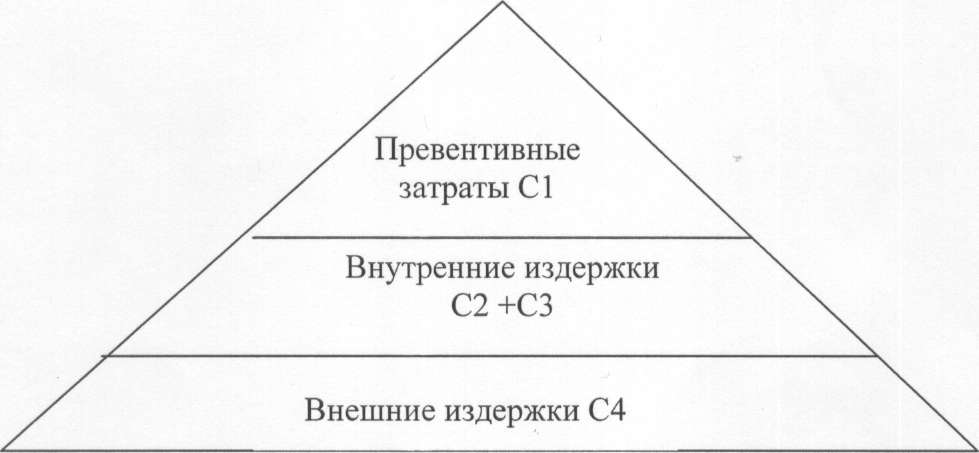 Превентивные
затраты С1
Внутренние издержки
С2 +С3
Внешние издержки С4